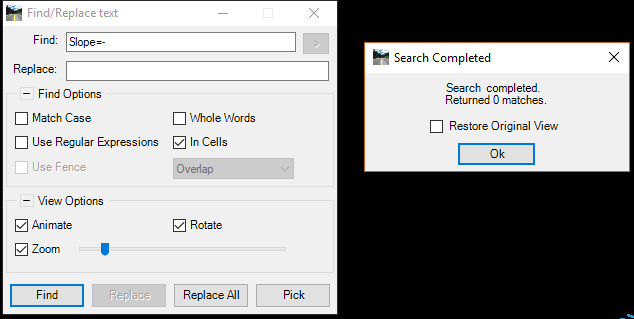 Find/Replace text
Find: Slope=-
>
Replace:
Find Options
Match Case
Whole Words
Use Regular Expressions
In Cells
Use Fence
Overlap
View Options
Animate
Rotate
Zoom
Find
Replace
Replace All
Pick
Search Completed
Search completed.
Returned 0 matches.
Restore Original View
Ok